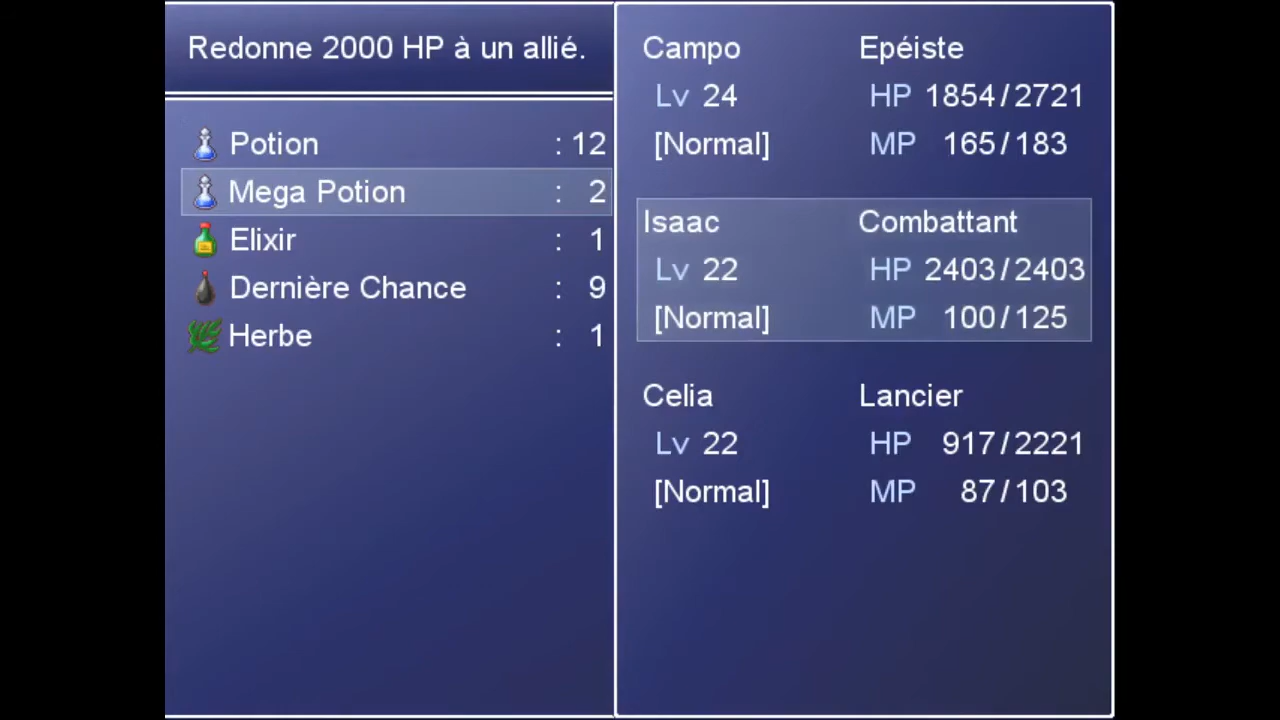 Redonne 2000 HP à un allié.
Potion : 12
Mega Potion : 2
Elixir : 1
Dernière Chance : 9
Herbe : 1
Campo Epéiste
Lv 24 HP 1854/2721
[Normal] MP 165/183
Isaac Combattant
Lv 22 HP 2403/2403
[Normal] MP 100/125
Celia Lancier
Lv 22 HP 917/2221
[Normal] MP 87/103